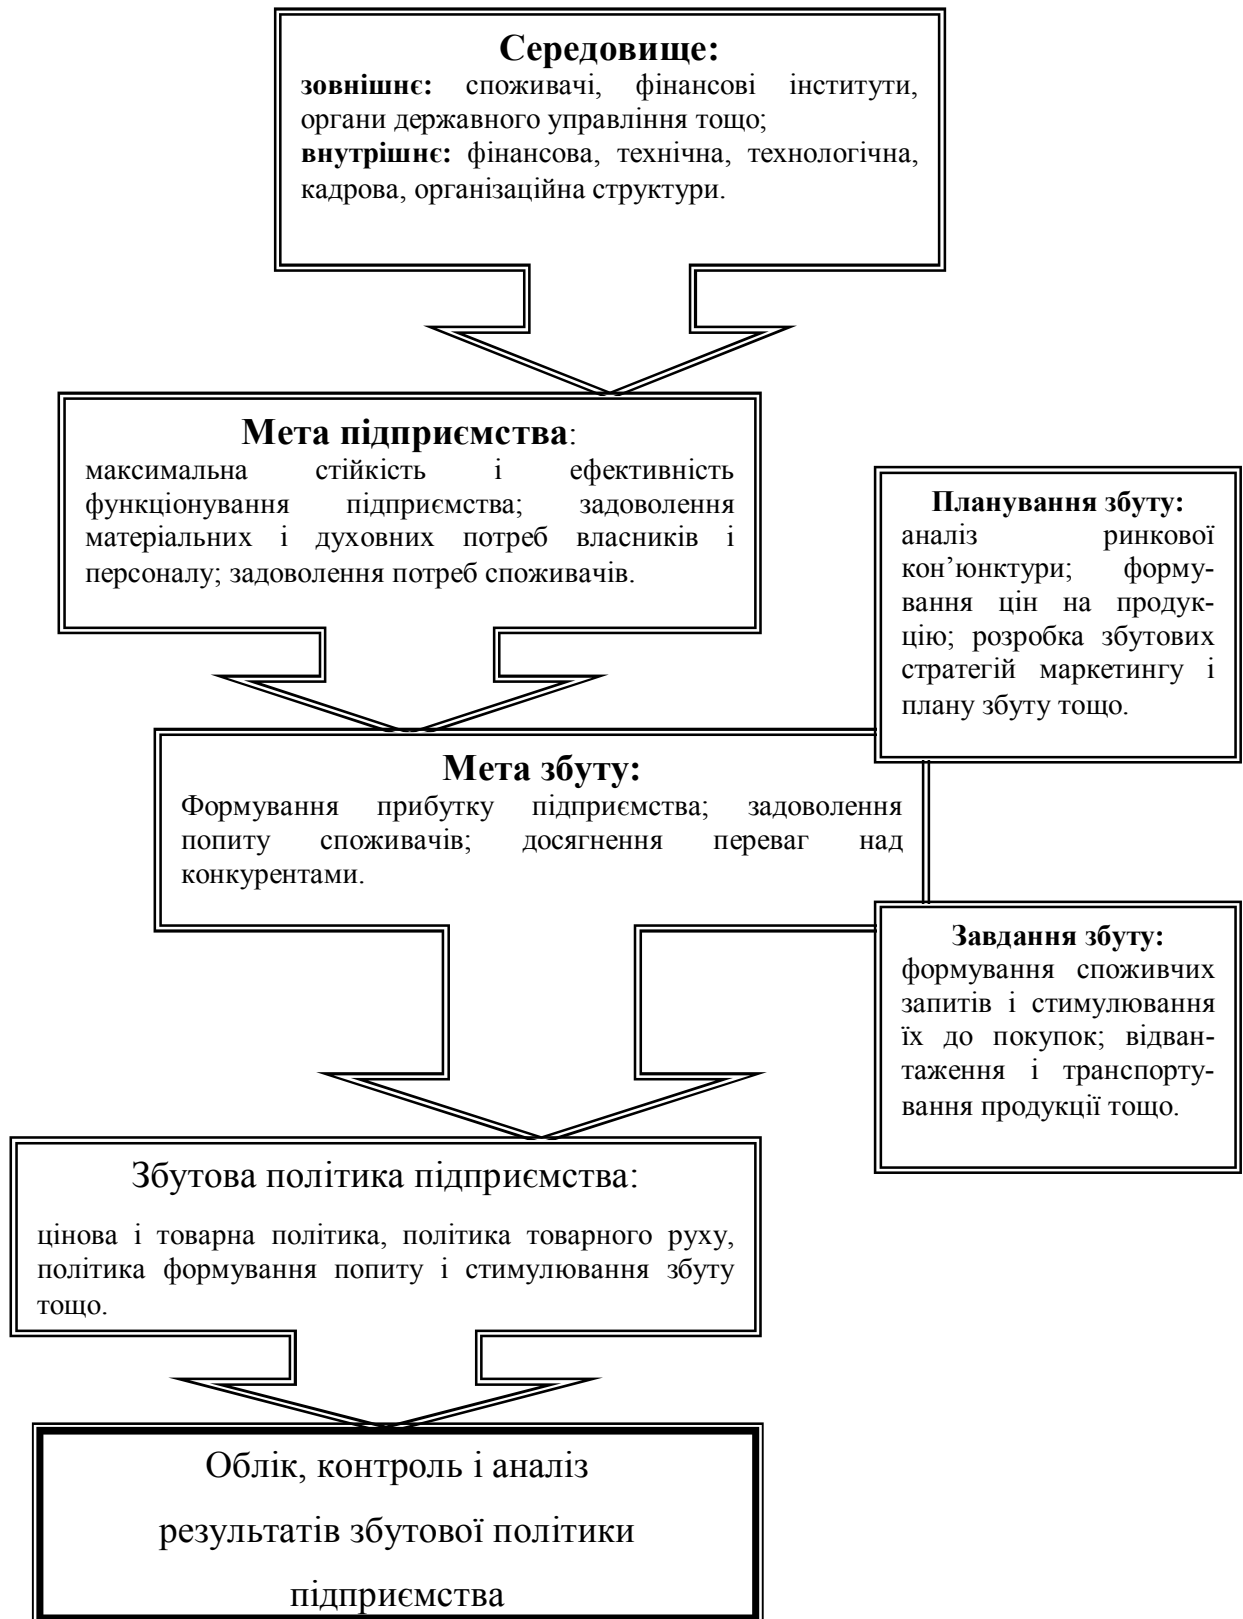 Середовище:
зовнішнє: споживачі, фінансові інститути,
органи державного управління тощо;
внутрішнє: фінансова, технічна, технологічна,
кадрова, організаційна структури.
Мета підприємства:
максимальна стійкість і ефективність
функціонування підприємства; задоволення
матеріальних і духовних потреб власників і
персоналу; задоволення потреб споживачів.
Планування збуту:
аналіз ринкової
кон’юнктури; форму-
вання цін на продук-
цію; розробка збутових
стратегій маркетингу і
плану збуту тощо.
Мета збуту:
Формування прибутку підприємства; задоволення
попиту споживачів; досягнення переваг над
конкурентами.
Завдання збуту:
формування споживчих
запитів і стимулювання
їх до покупок; відван-
таження і транспорту-
вання продукції тощо.
Збутова політика підприємства:
цінова і товарна політика, політика товарного руху,
політика формування попиту і стимулювання збуту
тощо.
Облік, контроль і аналіз
результатів збутової політики
підприємства